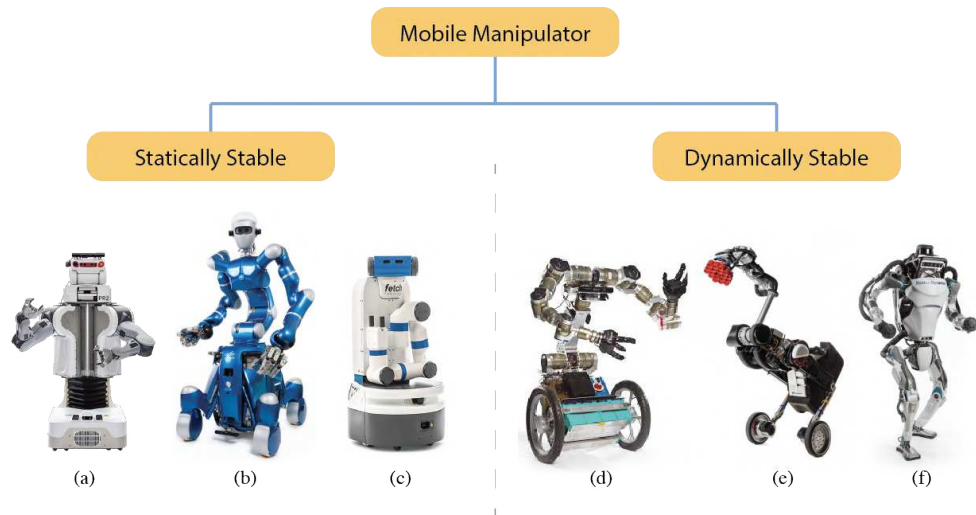 Mobile Manipulator
Statically Stable
Dynamically Stable
PR2
fetch
(a)
(b)
(c)
(d)
(e)
(f)